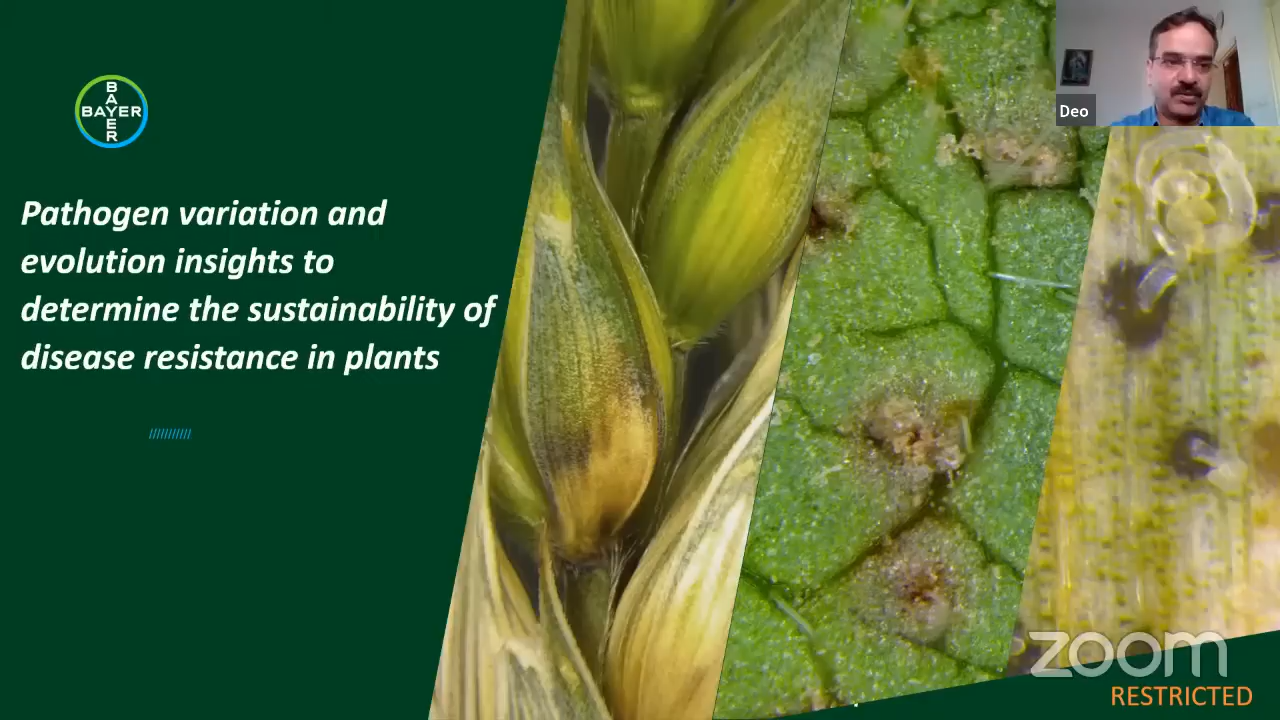 BAYER
BAYER
Pathogen variation and
evolution insights to
determine the sustainability of
disease resistance in plants
Deo
zoom
RESTRICTED